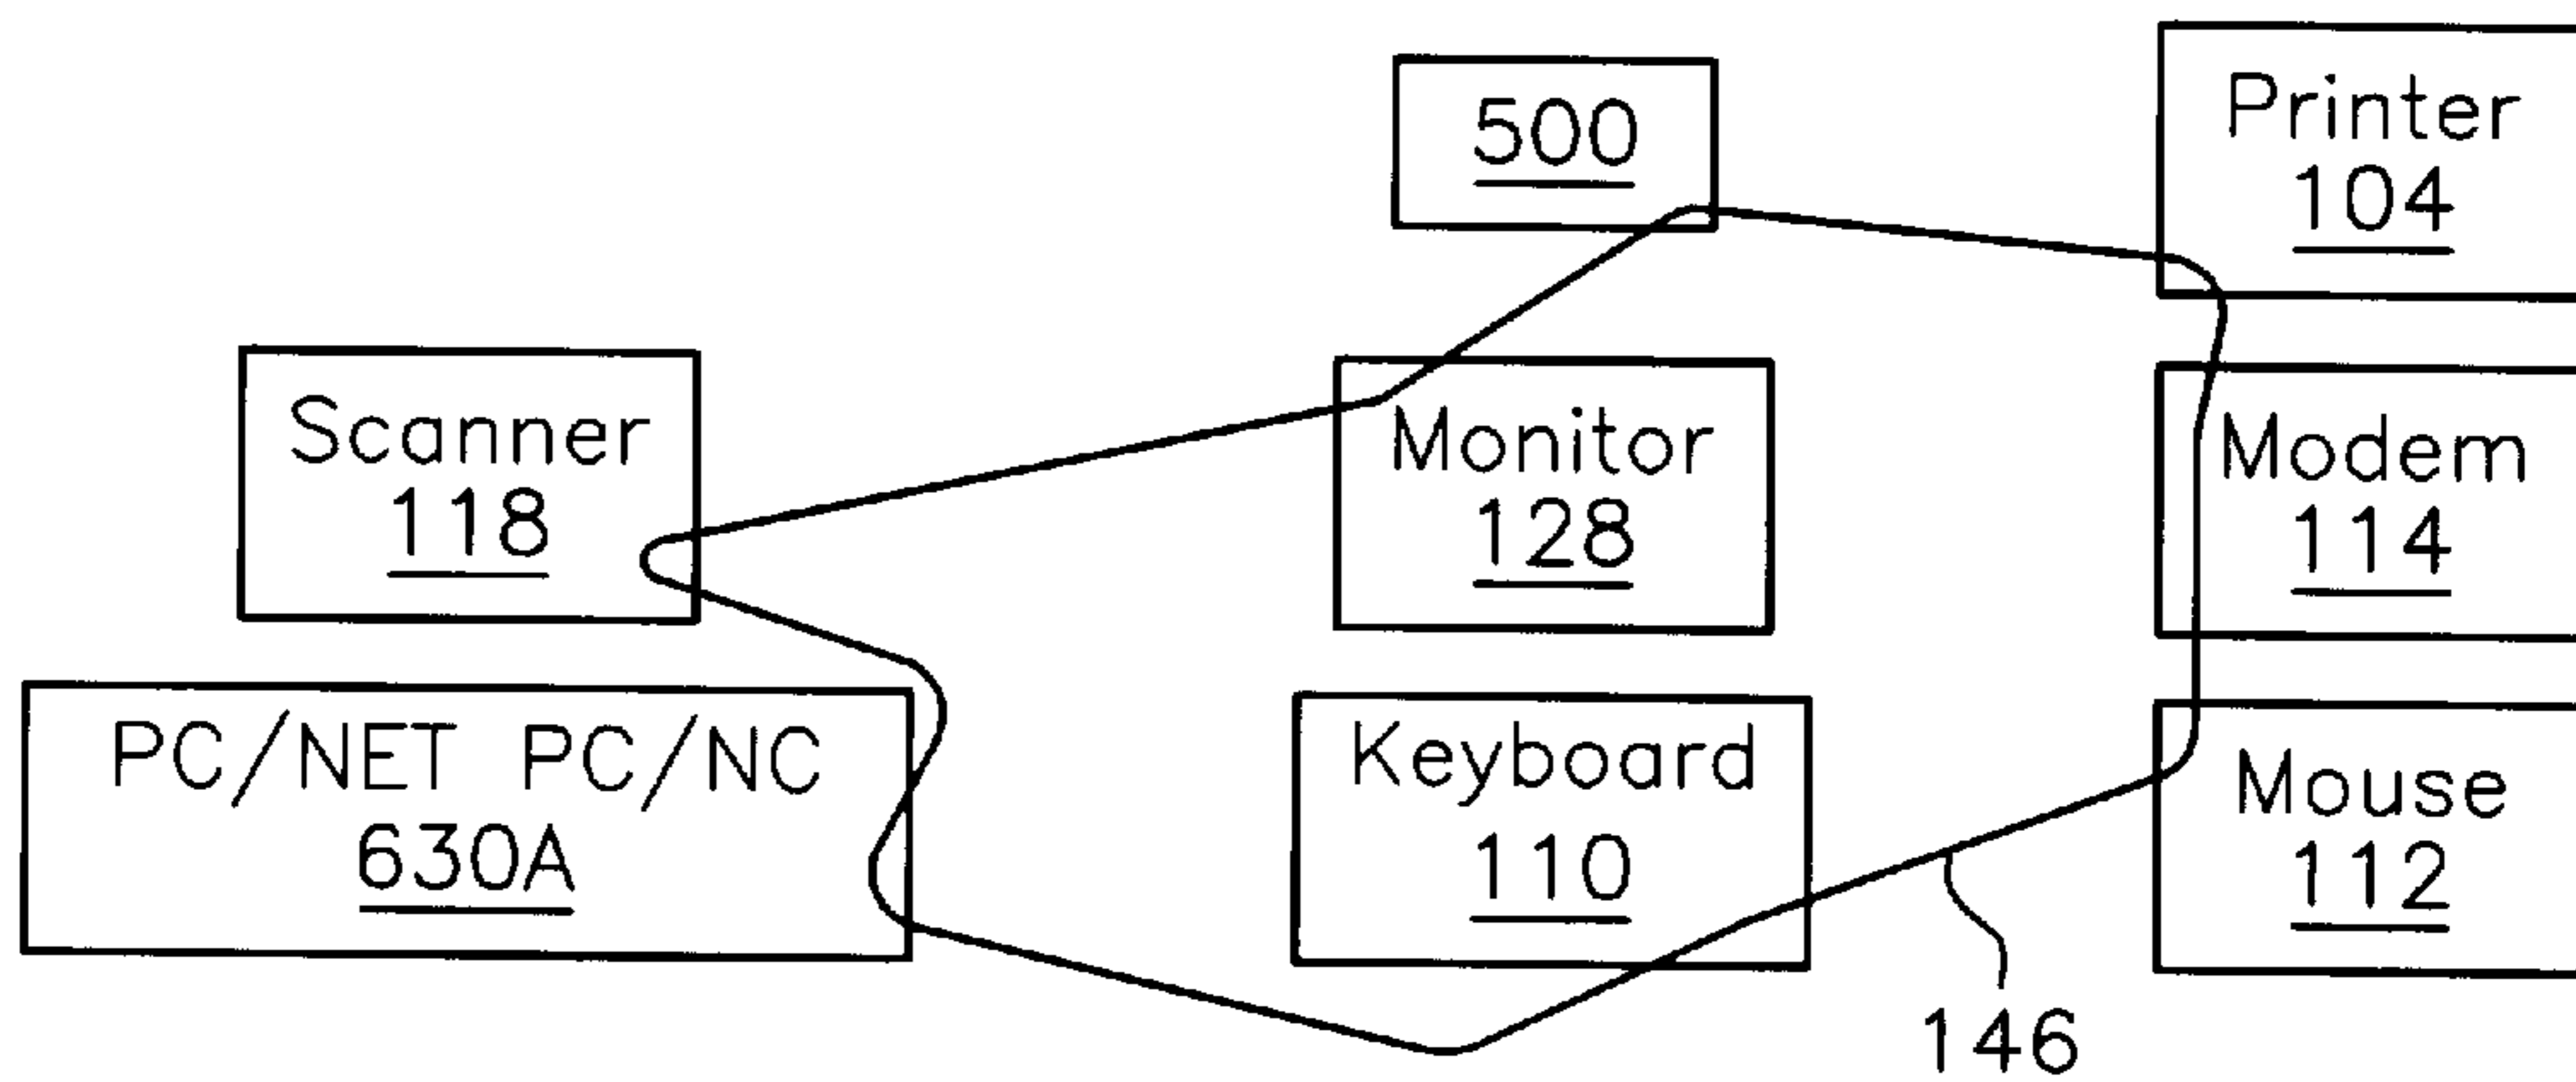 500
Printer
104
Scanner
118
Monitor
128
Modem
114
PC/NET PC/NC
630A
Keyboard
110
Mouse
112
146